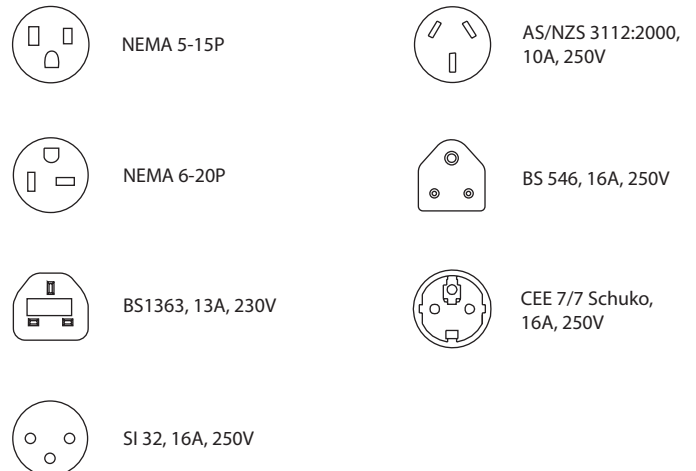 NEMA 5-15P
NEMA 6-20P
BS1363, 13A, 230V
SI 32, 16A, 250V
AS/NZS 3112:2000,
10A, 250V
BS 546, 16A, 250V
CEE 7/7 Schuko,
16A, 250V